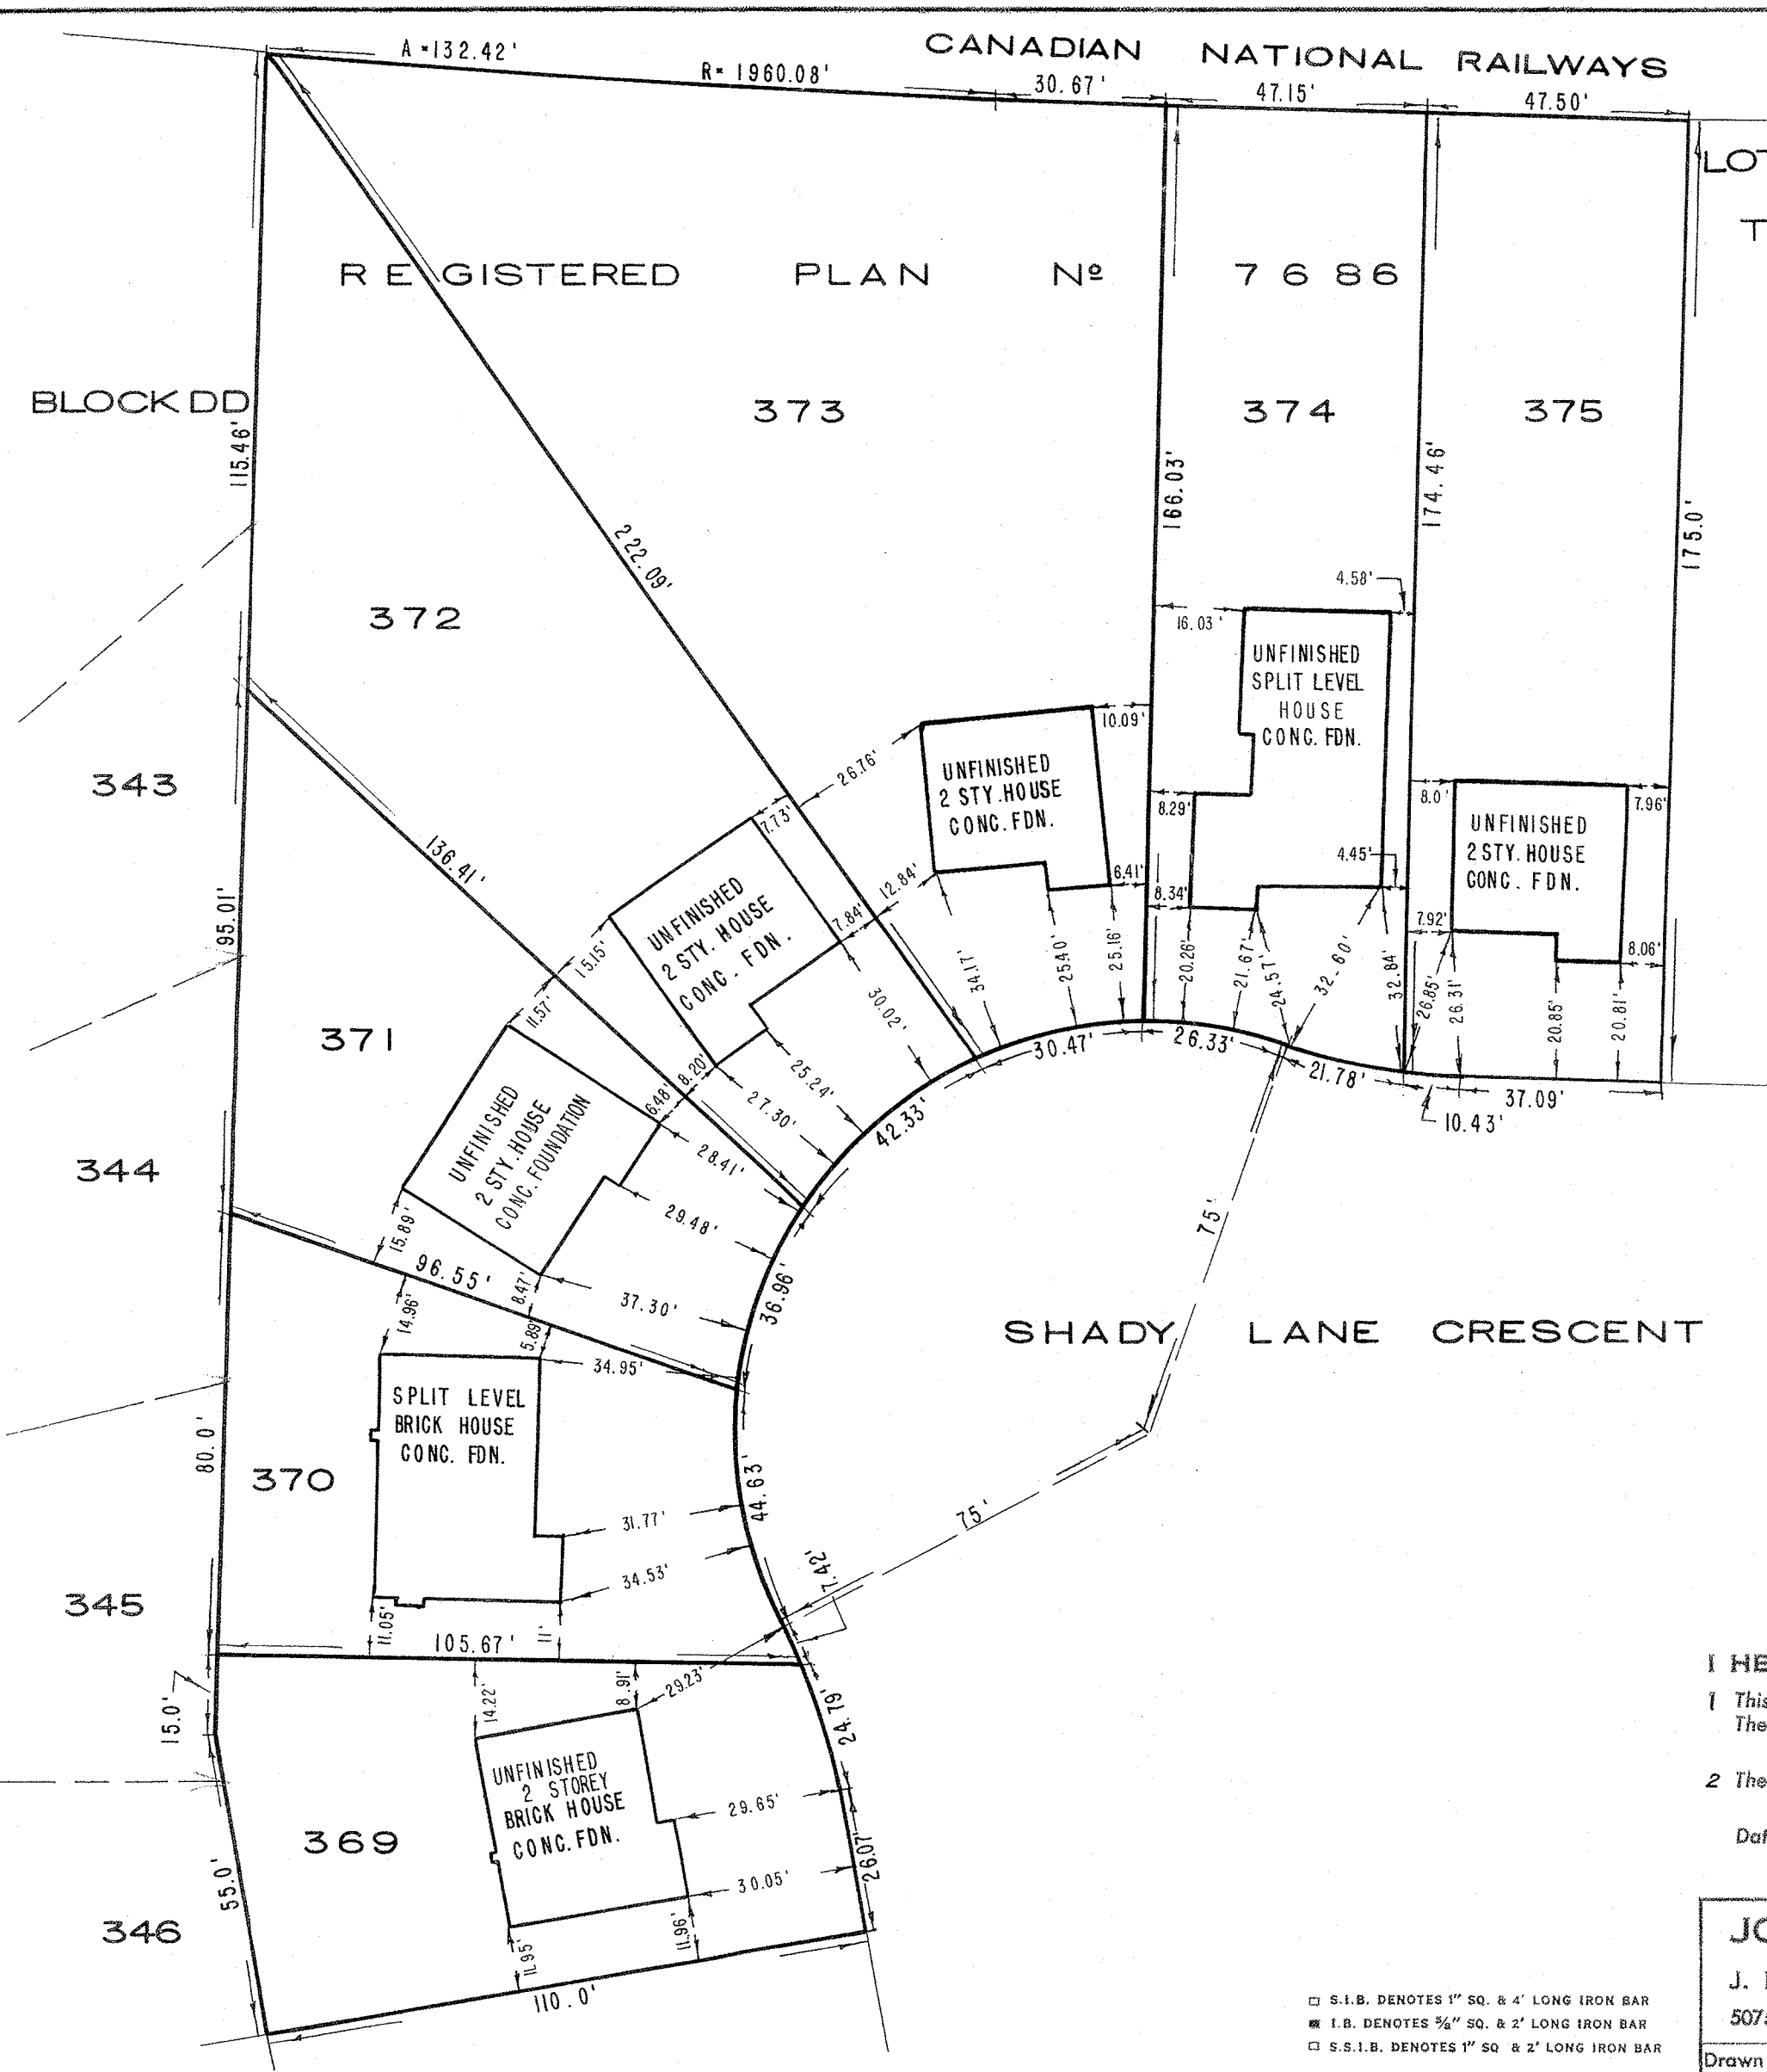 CANADIAN NATIONAL RAILWAYS
A=132.42'
R= 1960.08'
30.67'
47.15'
47.50'
LOT
T
REGISTERED PLAN Nº 7686
BLOCK DD
115.46'
373
374
375
166.03'
174.46'
175.0'
222.09'
372
4.58'
16.03'
UNFINISHED
SPLIT LEVEL
HOUSE
CONC. FDN.
10.09'
26.76'
UNFINISHED
2 STY. HOUSE
CONC. FDN.
343
8.29'
8.0'
7.96'
7.73'
UNFINISHED
2 STY. HOUSE
CONC. FDN.
136.41'
4.45'
12.84'
6.41'
8.34'
UNFINISHED
2 STY. HOUSE
CONC. FDN.
7.84'
95.01'
15.15'
7.92'
8.06'
34.17'
25.40'
25.16'
20.26'
21.67'
24.57'
32.60'
32.84'
26.85'
26.31'
20.85'
20.81'
30.02'
11.57'
371
30.47'
26.33'
21.78'
37.09'
10.43'
25.24'
8.20'
27.30'
6.48'
42.33'
UNFINISHED
2 STY. HOUSE
CONC. FOUNDATION
28.41'
344
29.48'
75'
15.89'
96.55'
8.47'
37.30'
36.96'
14.96'
5.89'
34.95'
SHADY LANE CRESCENT
SPLIT LEVEL
BRICK HOUSE
CONC. FDN.
80.0'
370
44.63'
31.77'
75'
34.53'
7.42'
345
11.05'
11'
105.67'
29.23'
8.91'
14.22'
15.0'
24.79'
I HE
1 This
The
UNFINISHED
2 STOREY
BRICK HOUSE
CONC. FDN.
29.65'
2 The
369
Dat
55.0'
26.07'
30.05'
346
11.95'
11.96'
110.0'
JO
J. 
507
Drawn
S.I.B. DENOTES 1" SQ. & 4' LONG IRON BAR
I.B. DENOTES 5/8" SQ. & 2' LONG IRON BAR
S.S.I.B. DENOTES 1" SQ & 2' LONG IRON BAR